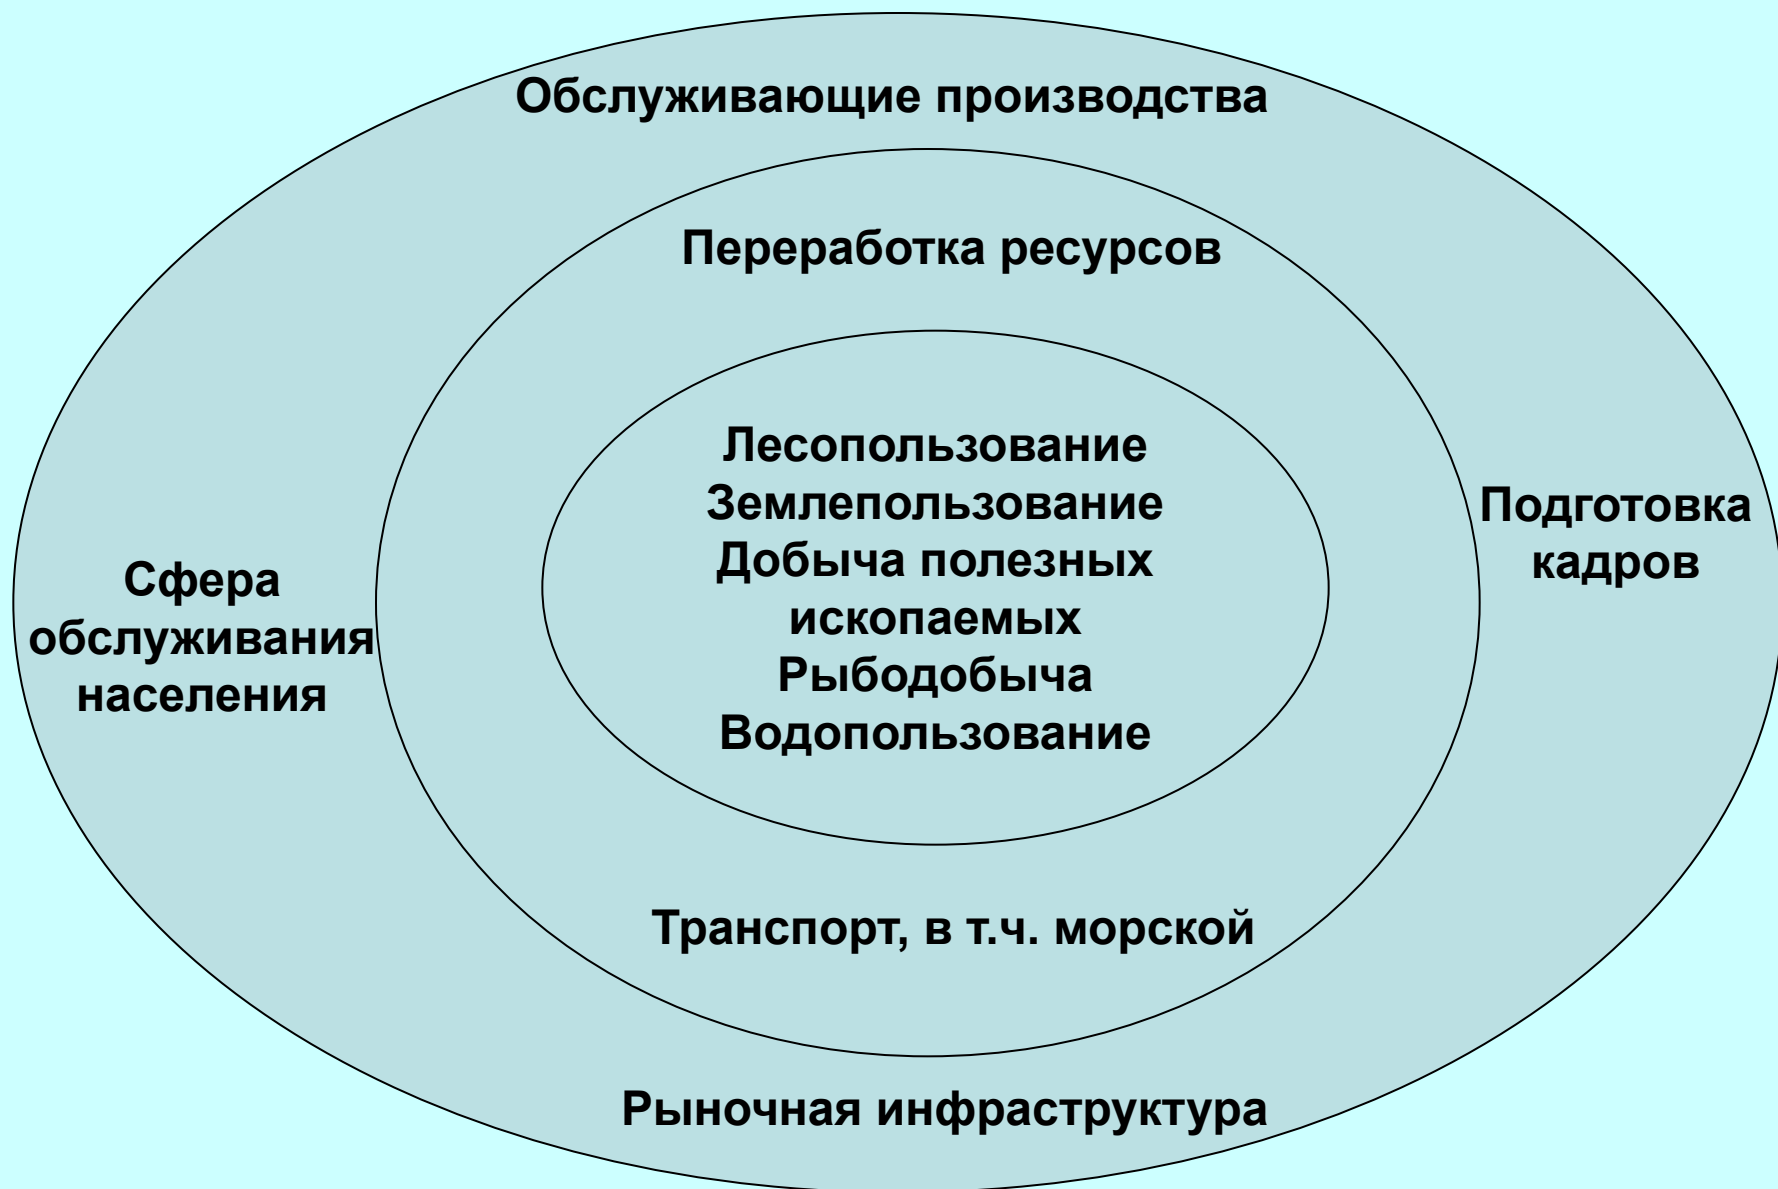 Обслуживающие производства
Переработка ресурсов
Лесопользование
Землепользование
Добыча полезных
ископаемых
Рыбодобыча
Водопользование
Подготовка
кадров
Сфера
обслуживания
населения
Транспорт, в т.ч. морской
Рыночная инфраструктура